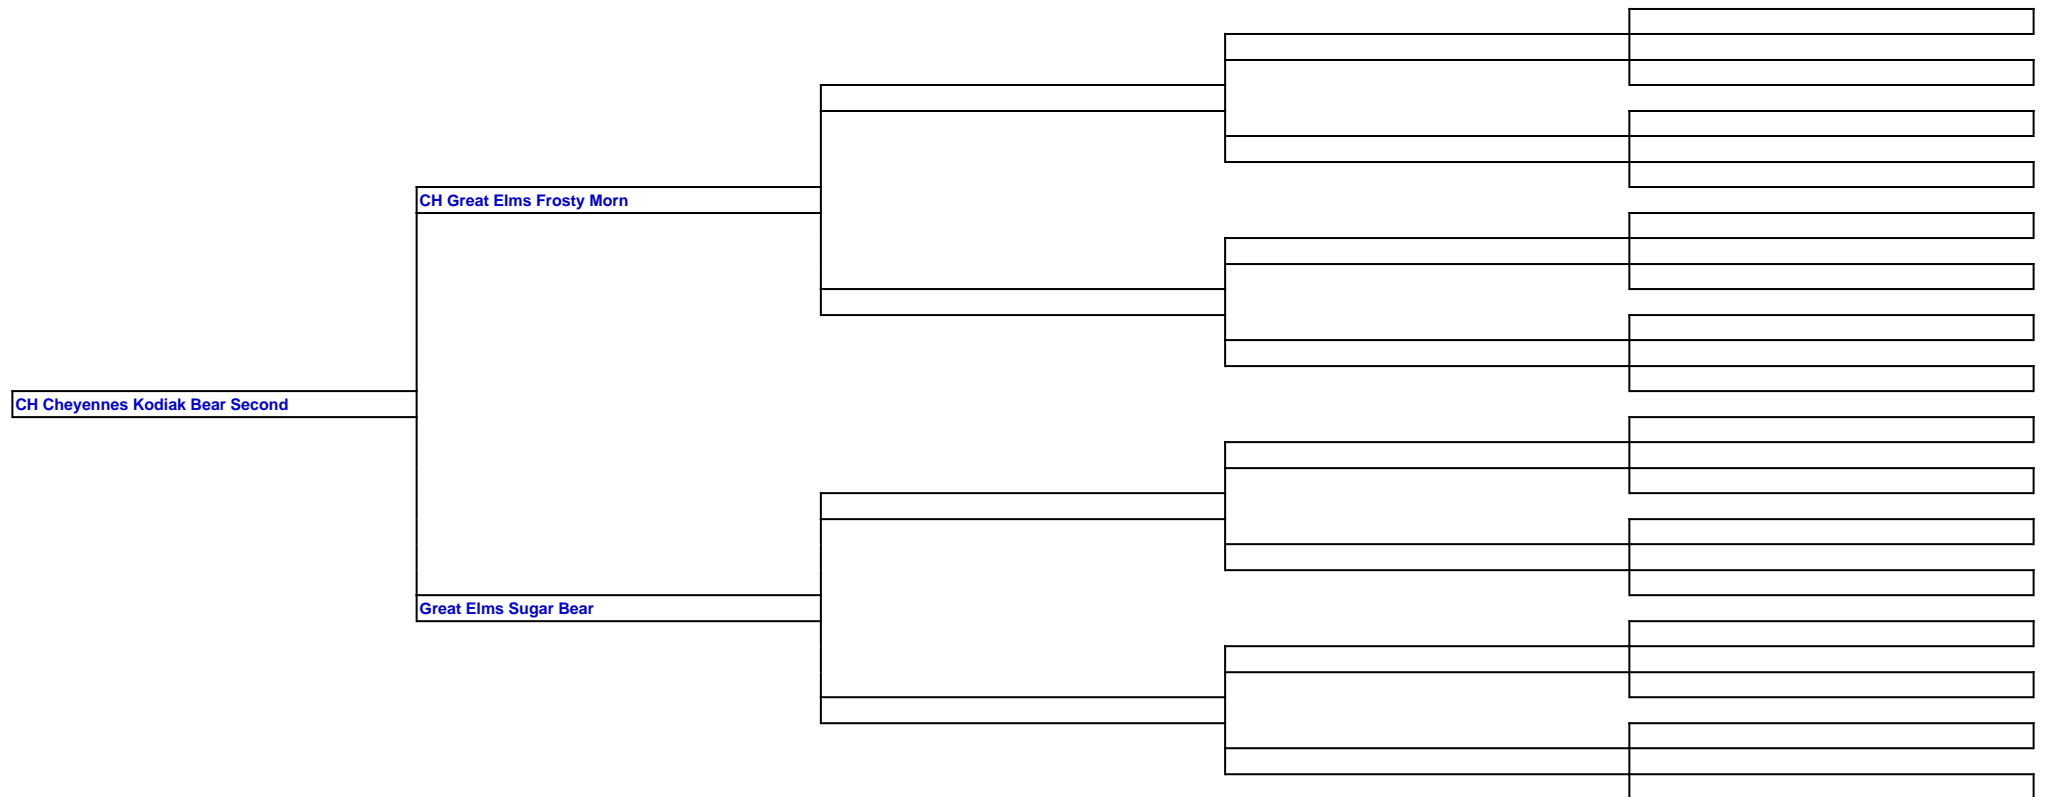 CH Great Elms Frosty Morn
CH Cheyennes Kodiak Bear Second
Great Elms Sugar Bear